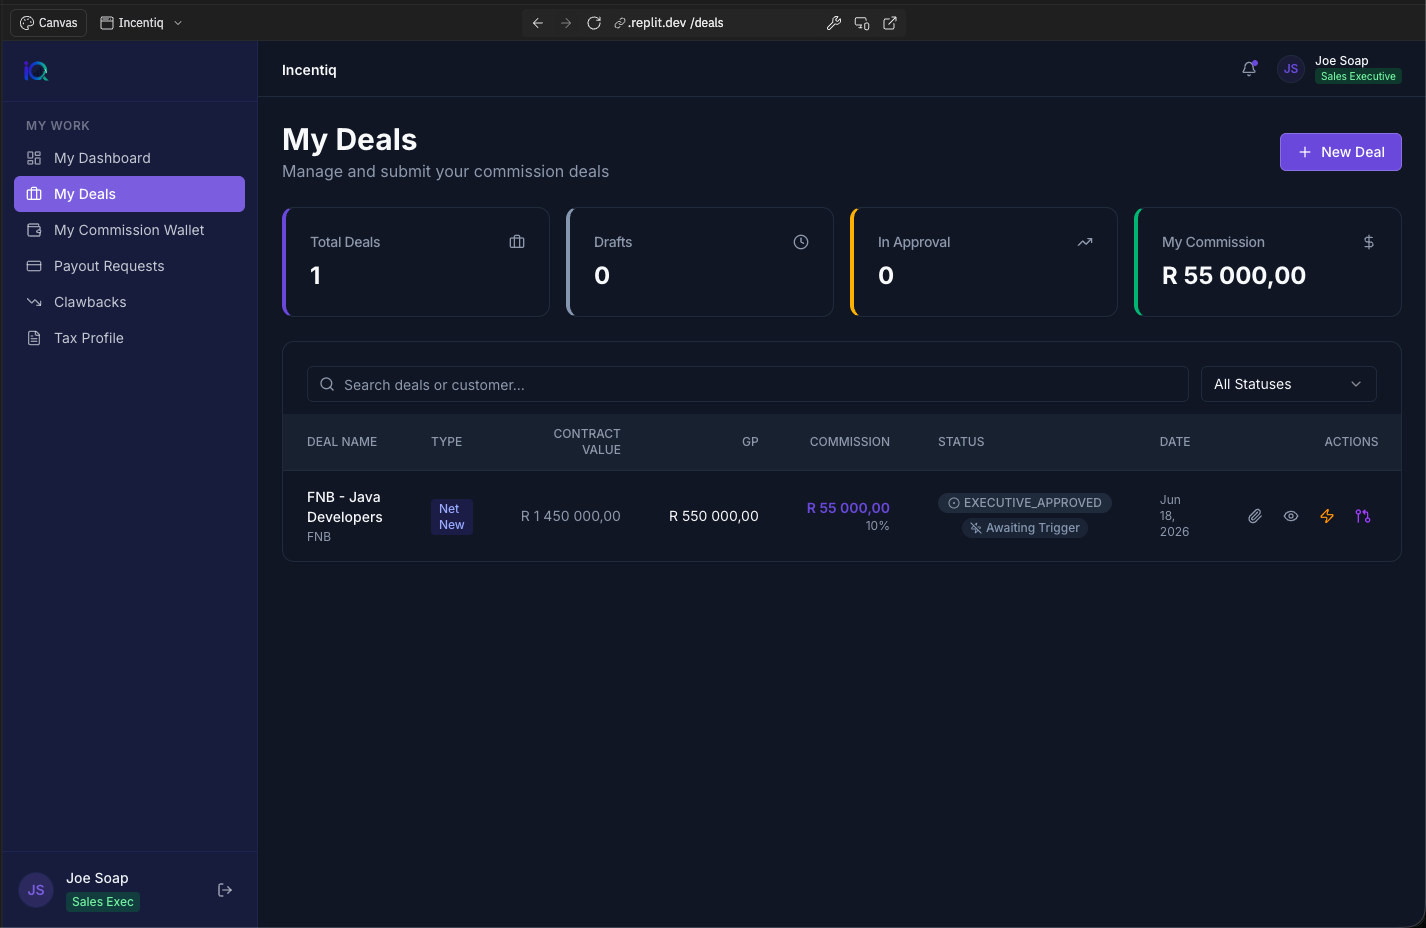 Canvas
Incentiq
.replit.dev /deals
iQ
Incentiq
JS
Joe Soap
Sales Executive
MY WORK
My Dashboard
My Deals
My Commission Wallet
Payout Requests
Clawbacks
Tax Profile
My Deals
Manage and submit your commission deals
+ New Deal
Total Deals
1
Drafts
0
In Approval
0
My Commission
$
R 55 000,00
Search deals or customer...
All Statuses
DEAL NAME
TYPE
CONTRACT
VALUE
GP
COMMISSION
STATUS
DATE
ACTIONS
FNB - Java
Developers
FNB
Net
New
R 1 450 000,00
R 550 000,00
R 55 000,00
10%
EXECUTIVE_APPROVED
Awaiting Trigger
Jun
18,
2026
JS
Joe Soap
Sales Exec